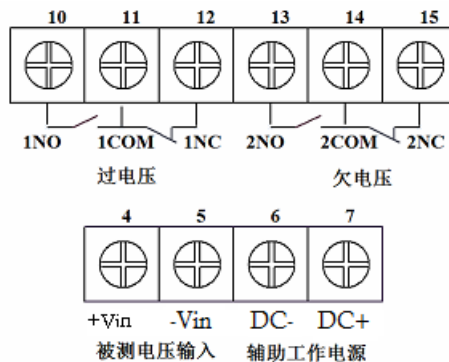 10 11 12 13 14 15
1NO 1COM 1NC 2NO 2COM 2NC
过电压 欠电压
4 5 6 7
+Vin -Vin DC- DC+
被测电压输入 辅助工作电源